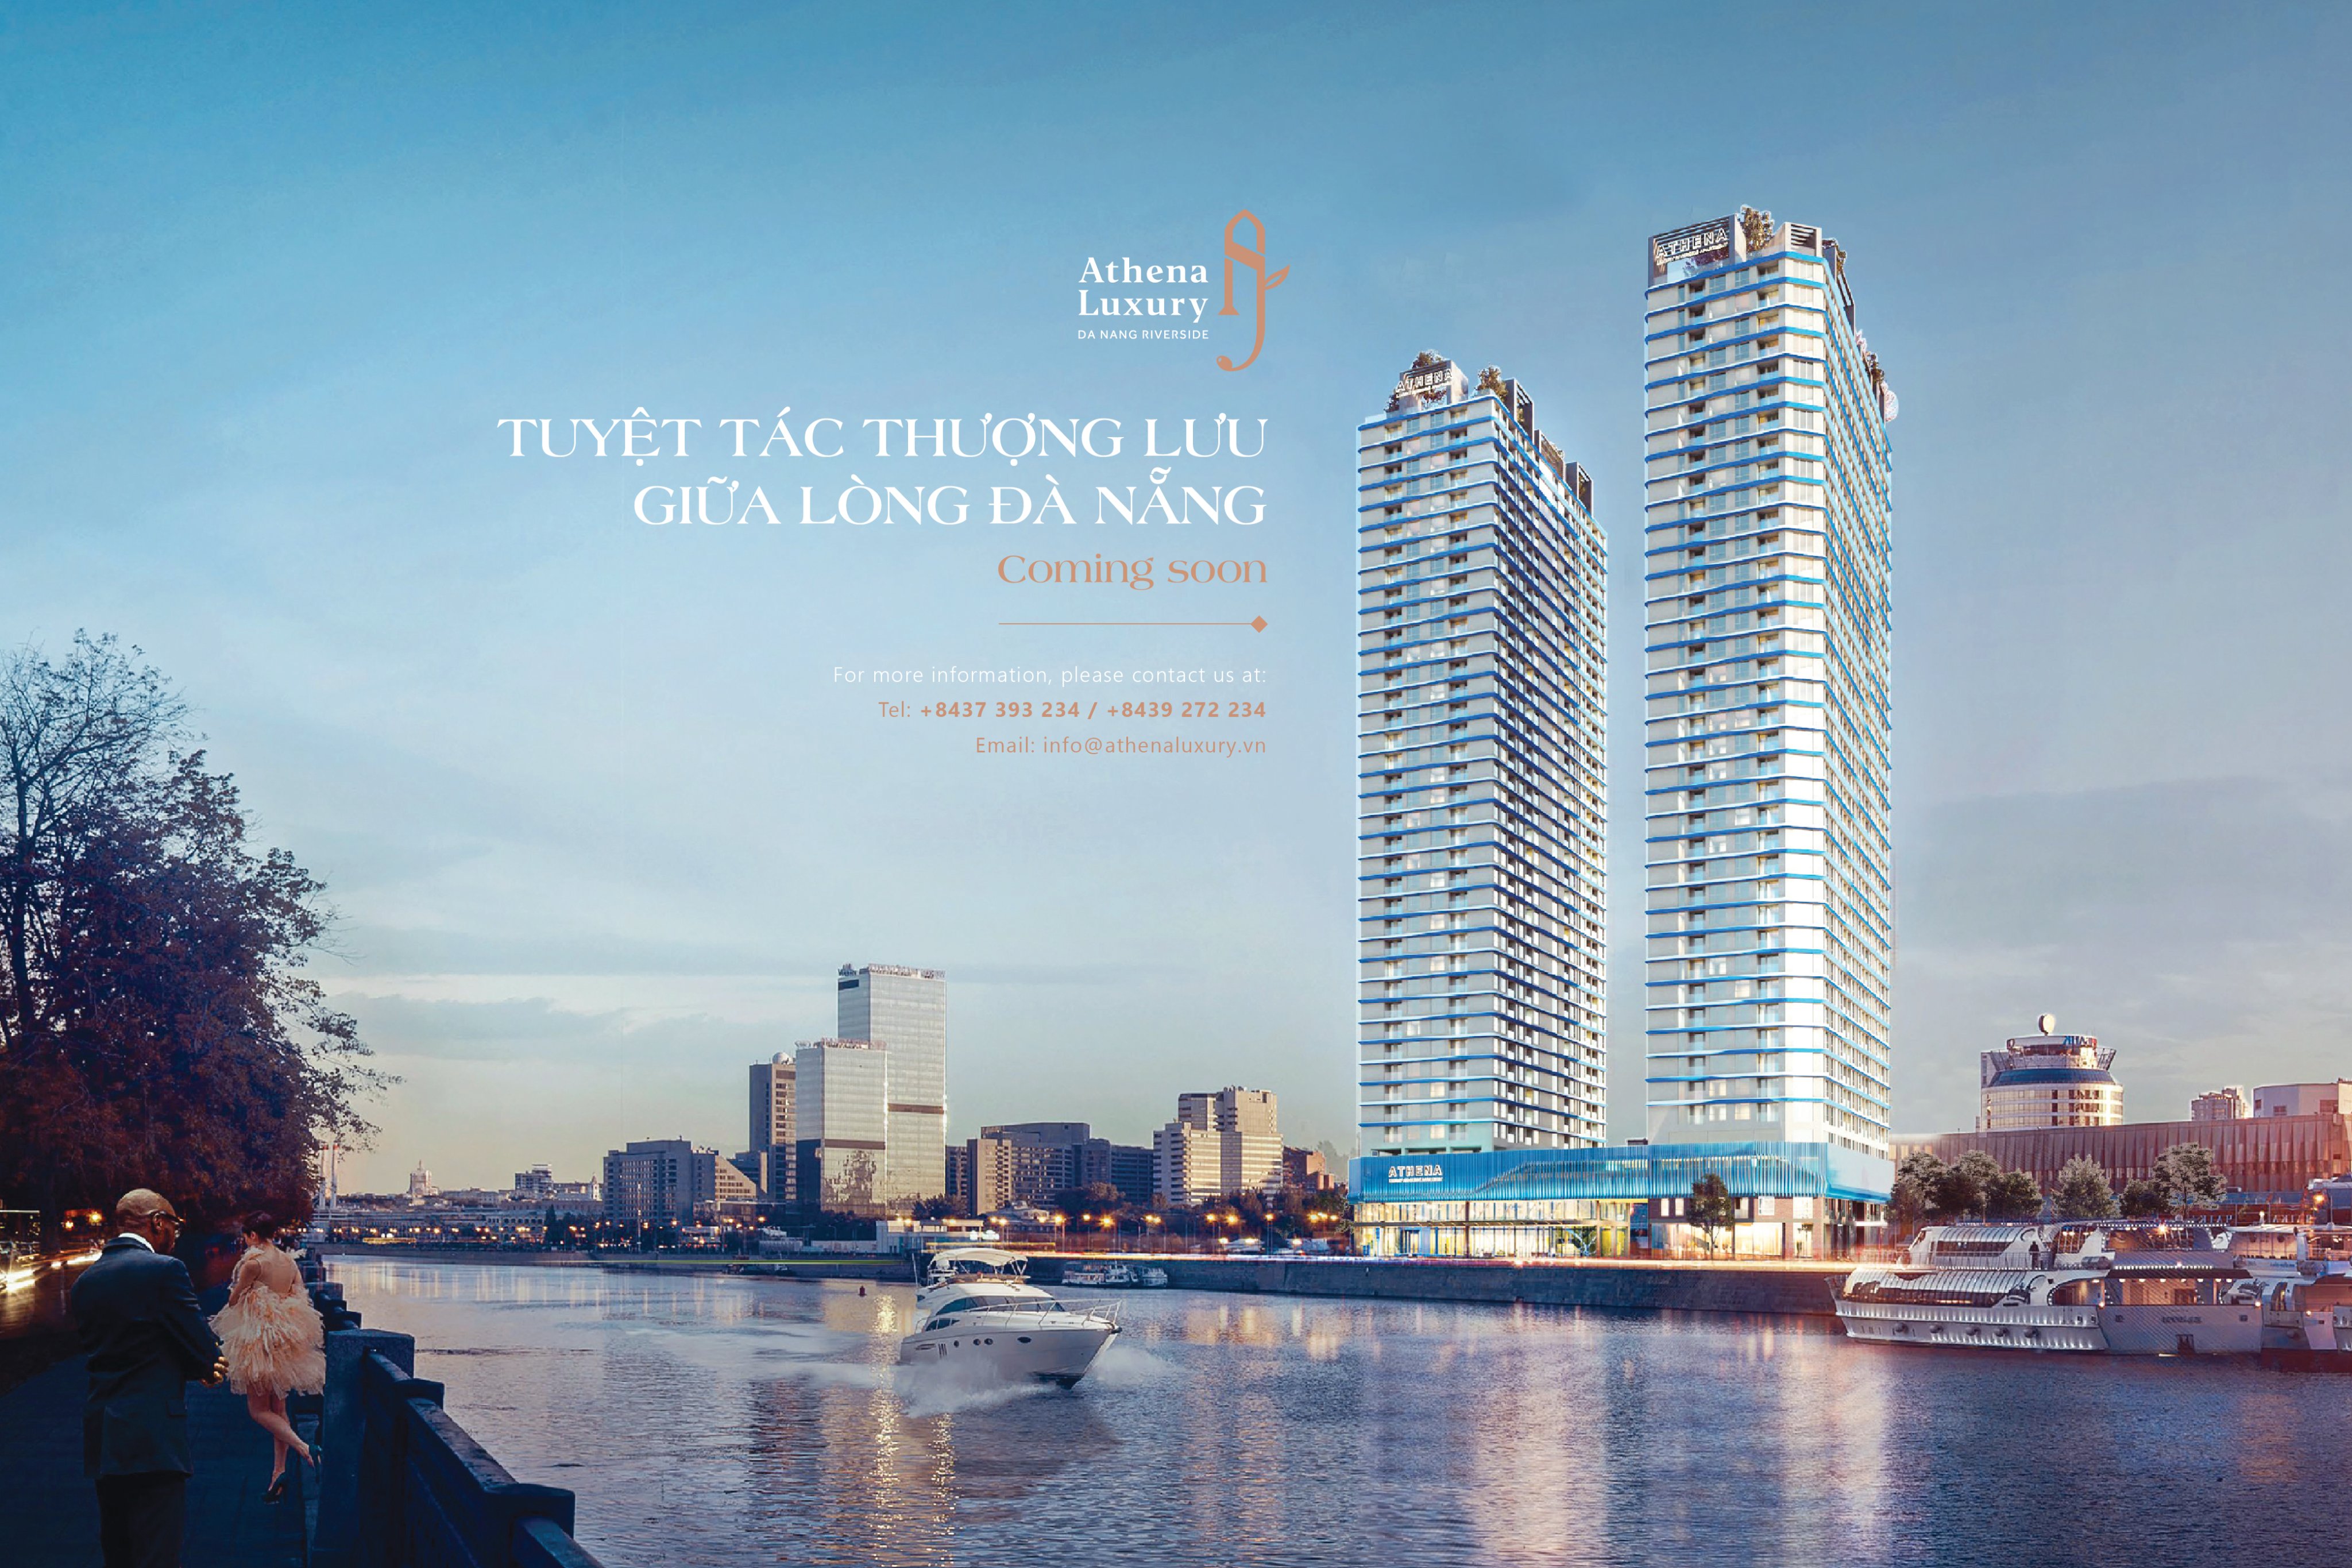 Athena
Luxury
DA NANG RIVERSIDE
TUYỆT TÁC THƯỢNG LƯU
GIỮA LÒNG ĐÀ NẴNG
Coming soon
For more information, please contact us at:
Tel: +8437 393 234 / +8439 272 234
Email: info@athenaluxury.vn
ATHENA
ATHENA
ATHENA